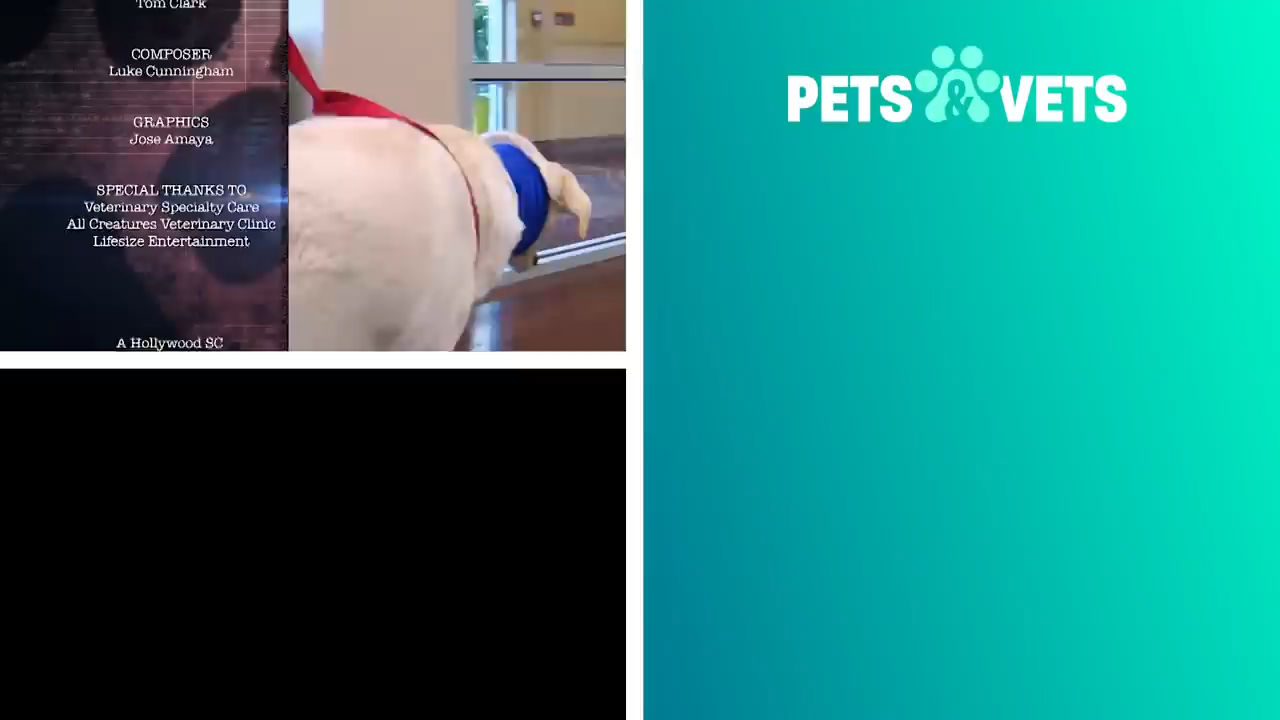 Tom Clark
COMPOSER
Luke Cunningham
GRAPHICS
Jose Amaya
SPECIAL THANKS TO
Veterinary Specialty Care
All Creatures Veterinary Clinic
Lifesize Entertainment
A Hollywood SC
PETS & VETS